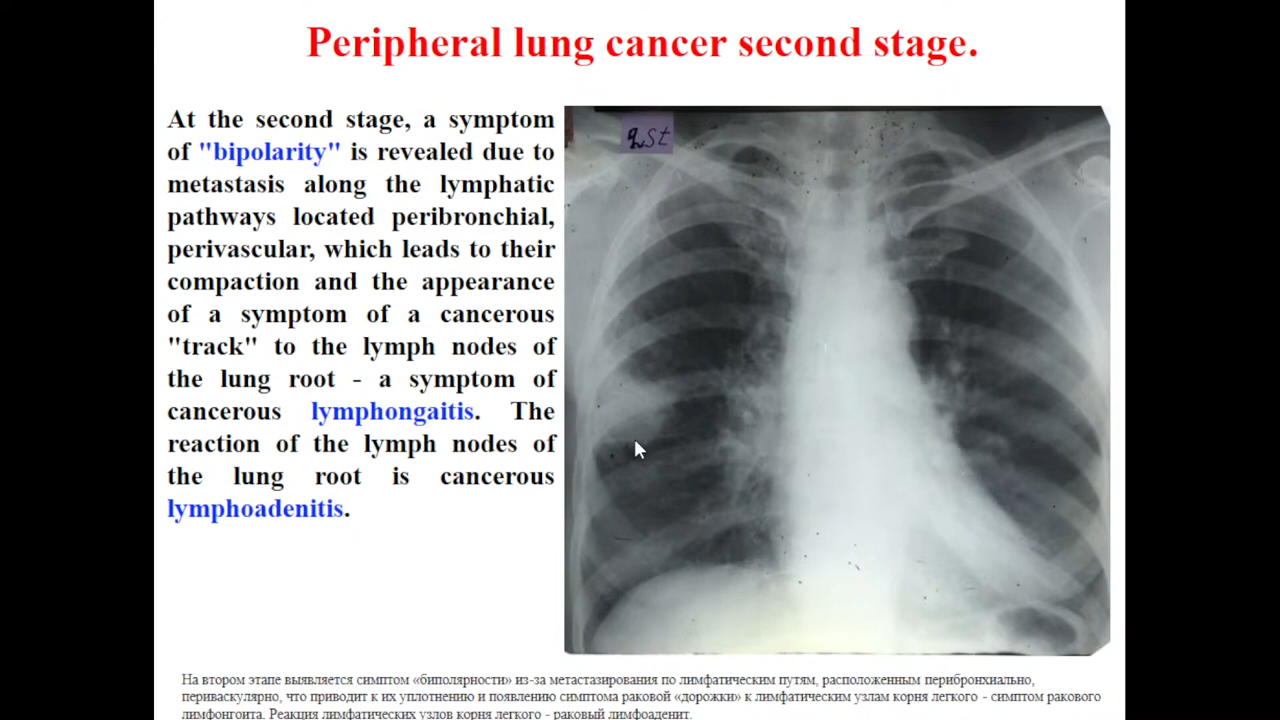 Peripheral lung cancer second stage.
At the second stage, a symptom
of "bipolarity" is revealed due to
metastasis along the lymphatic
pathways located peribronchial,
perivascular, which leads to their
compaction and the appearance
of a symptom of a cancerous
"track" to the lymph nodes of
the lung root - a symptom of
cancerous lymphongaitis. The
reaction of the lymph nodes of
the lung root is cancerous
lymphoadenitis.
2St
На втором этапе выявляется симптом «биполярности» из-за метастазирования по лимфатическим путям, расположенным перибронхиально,
периваскулярно, что приводит к их уплотнению и появлению симптома раковой «дорожки» к лимфатическим узлам корня легкого - симптом ракового
лимфонгоита. Реакция лимфатических узлов корня легкого - раковый лимфоаденит.